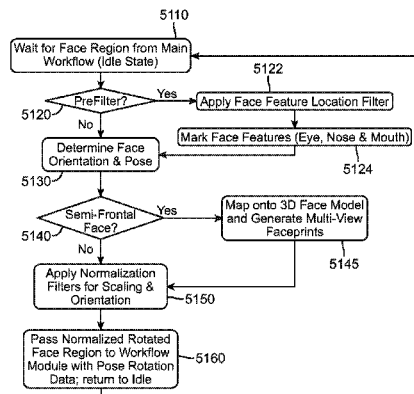 5110
Wait for Face Region from Main
Workflow (Idle State)
5122
PreFilter?
Yes
Apply Face Feature Location Filter
5120
No
Mark Face Features (Eye, Nose & Mouth)
Determine Face
Orientation & Pose
5124
5130
Semi-Frontal
Face?
Yes
Map onto 3D Face Model
and Generate Multi-View
Faceprints
5140
No
5145
Apply Normalization
Filters for Scaling &
Orientation
5150
Pass Normalized Rotated
Face Region to Workflow
Module with Pose Rotation
Data; return to Idle
5160